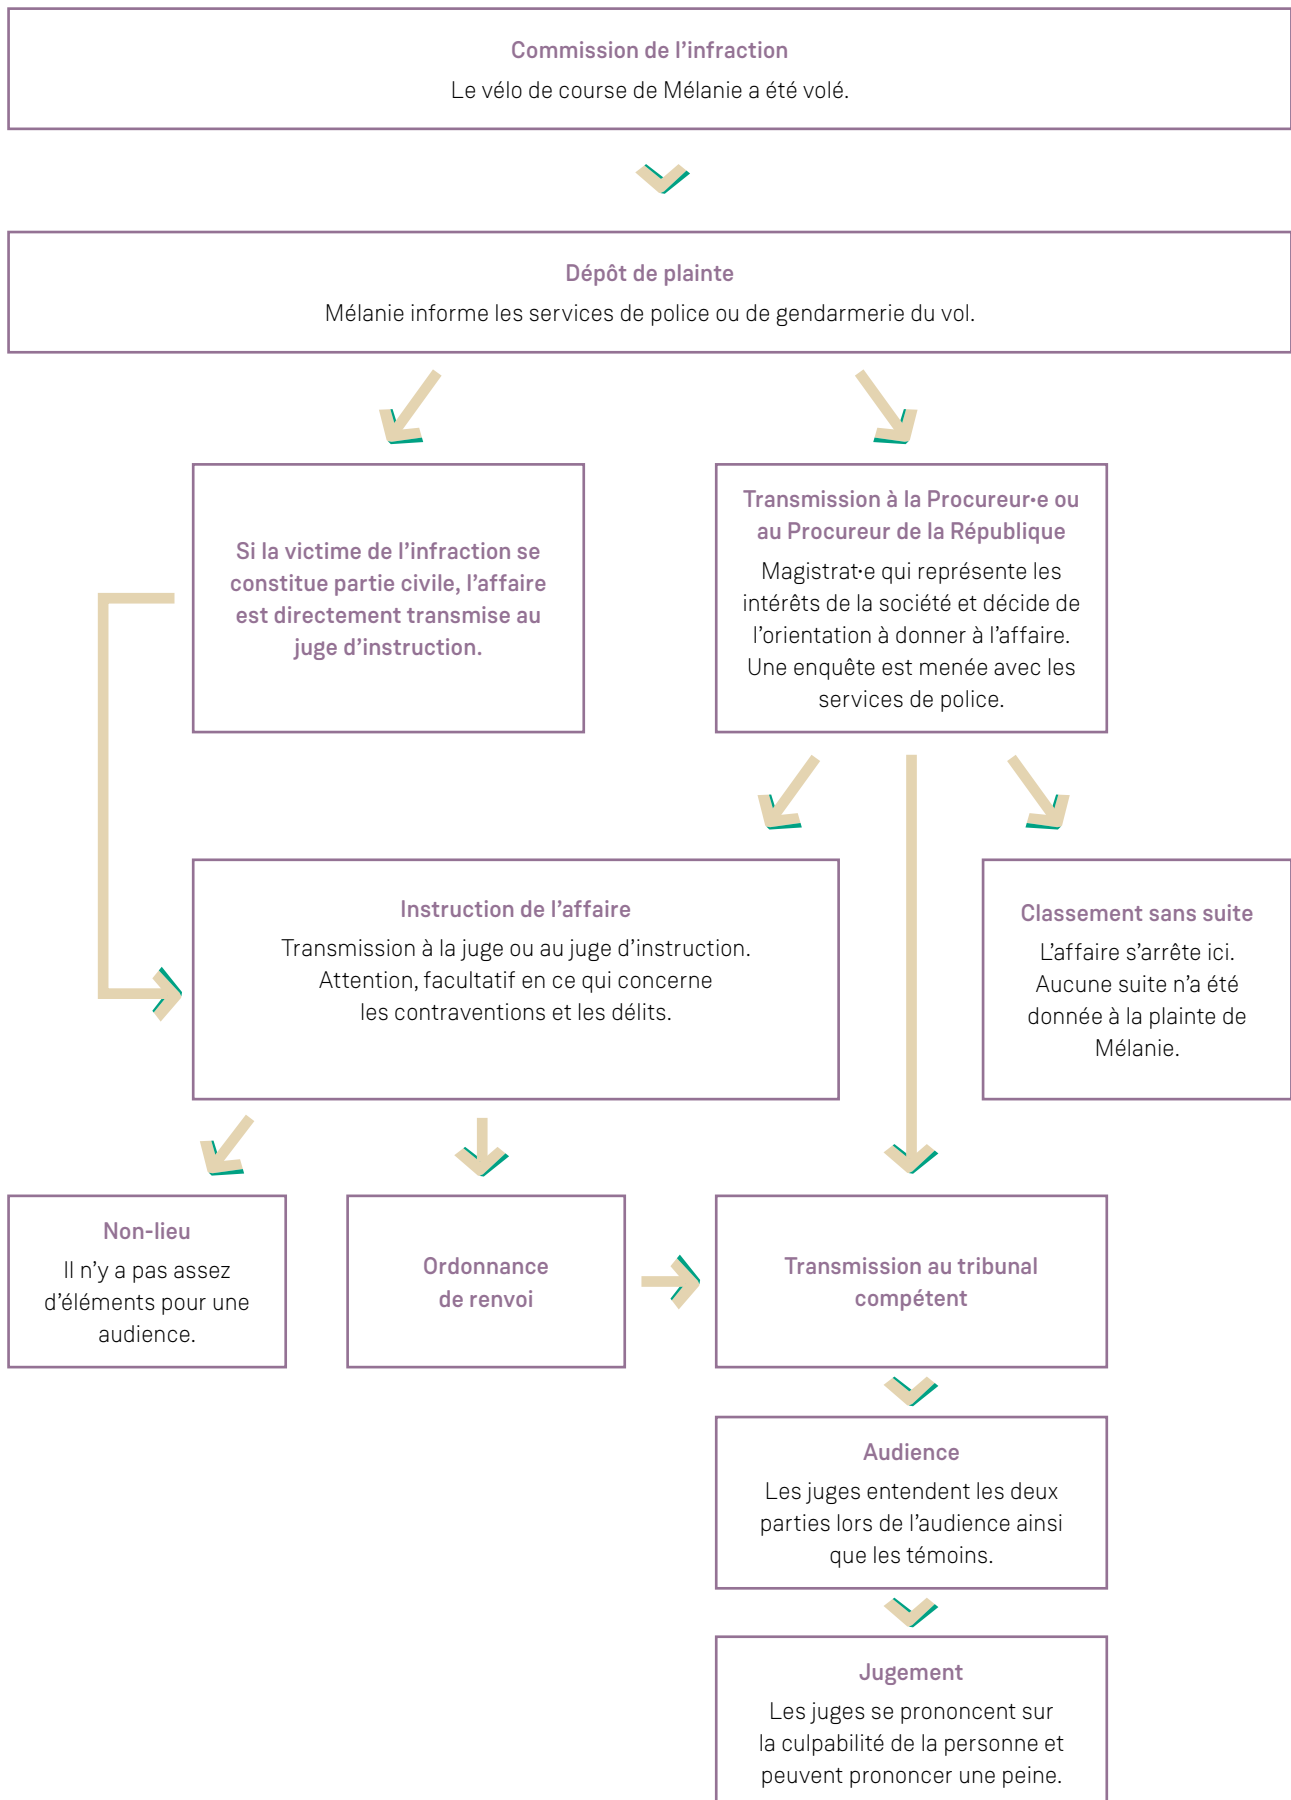 Commission de l’infraction
Le vélo de course de Mélanie a été volé.
Dépôt de plainte
Mélanie informe les services de police ou de gendarmerie du vol.
Si la victime de l’infraction se
constitue partie civile, l’affaire
est directement transmise au
juge d’instruction.
Transmission à la Procureur·e ou
au Procureur de la République
Magistrat·e qui représente les
intérêts de la société et décide de
l’orientation à donner à l’affaire.
Une enquête est menée avec les
services de police.
Instruction de l’affaire
Transmission à la juge ou au juge d’instruction.
Attention, facultatif en ce qui concerne
les contraventions et les délits.
Classement sans suite
L’affaire s’arrête ici.
Aucune suite n’a été
donnée à la plainte de
Mélanie.
Non-lieu
Il n’y a pas assez
d’éléments pour une
audience.
Ordonnance
de renvoi
Transmission au tribunal
compétent
Audience
Les juges entendent les deux
parties lors de l’audience ainsi
que les témoins.
Jugement
Les juges se prononcent sur
la culpabilité de la personne et
peuvent prononcer une peine.